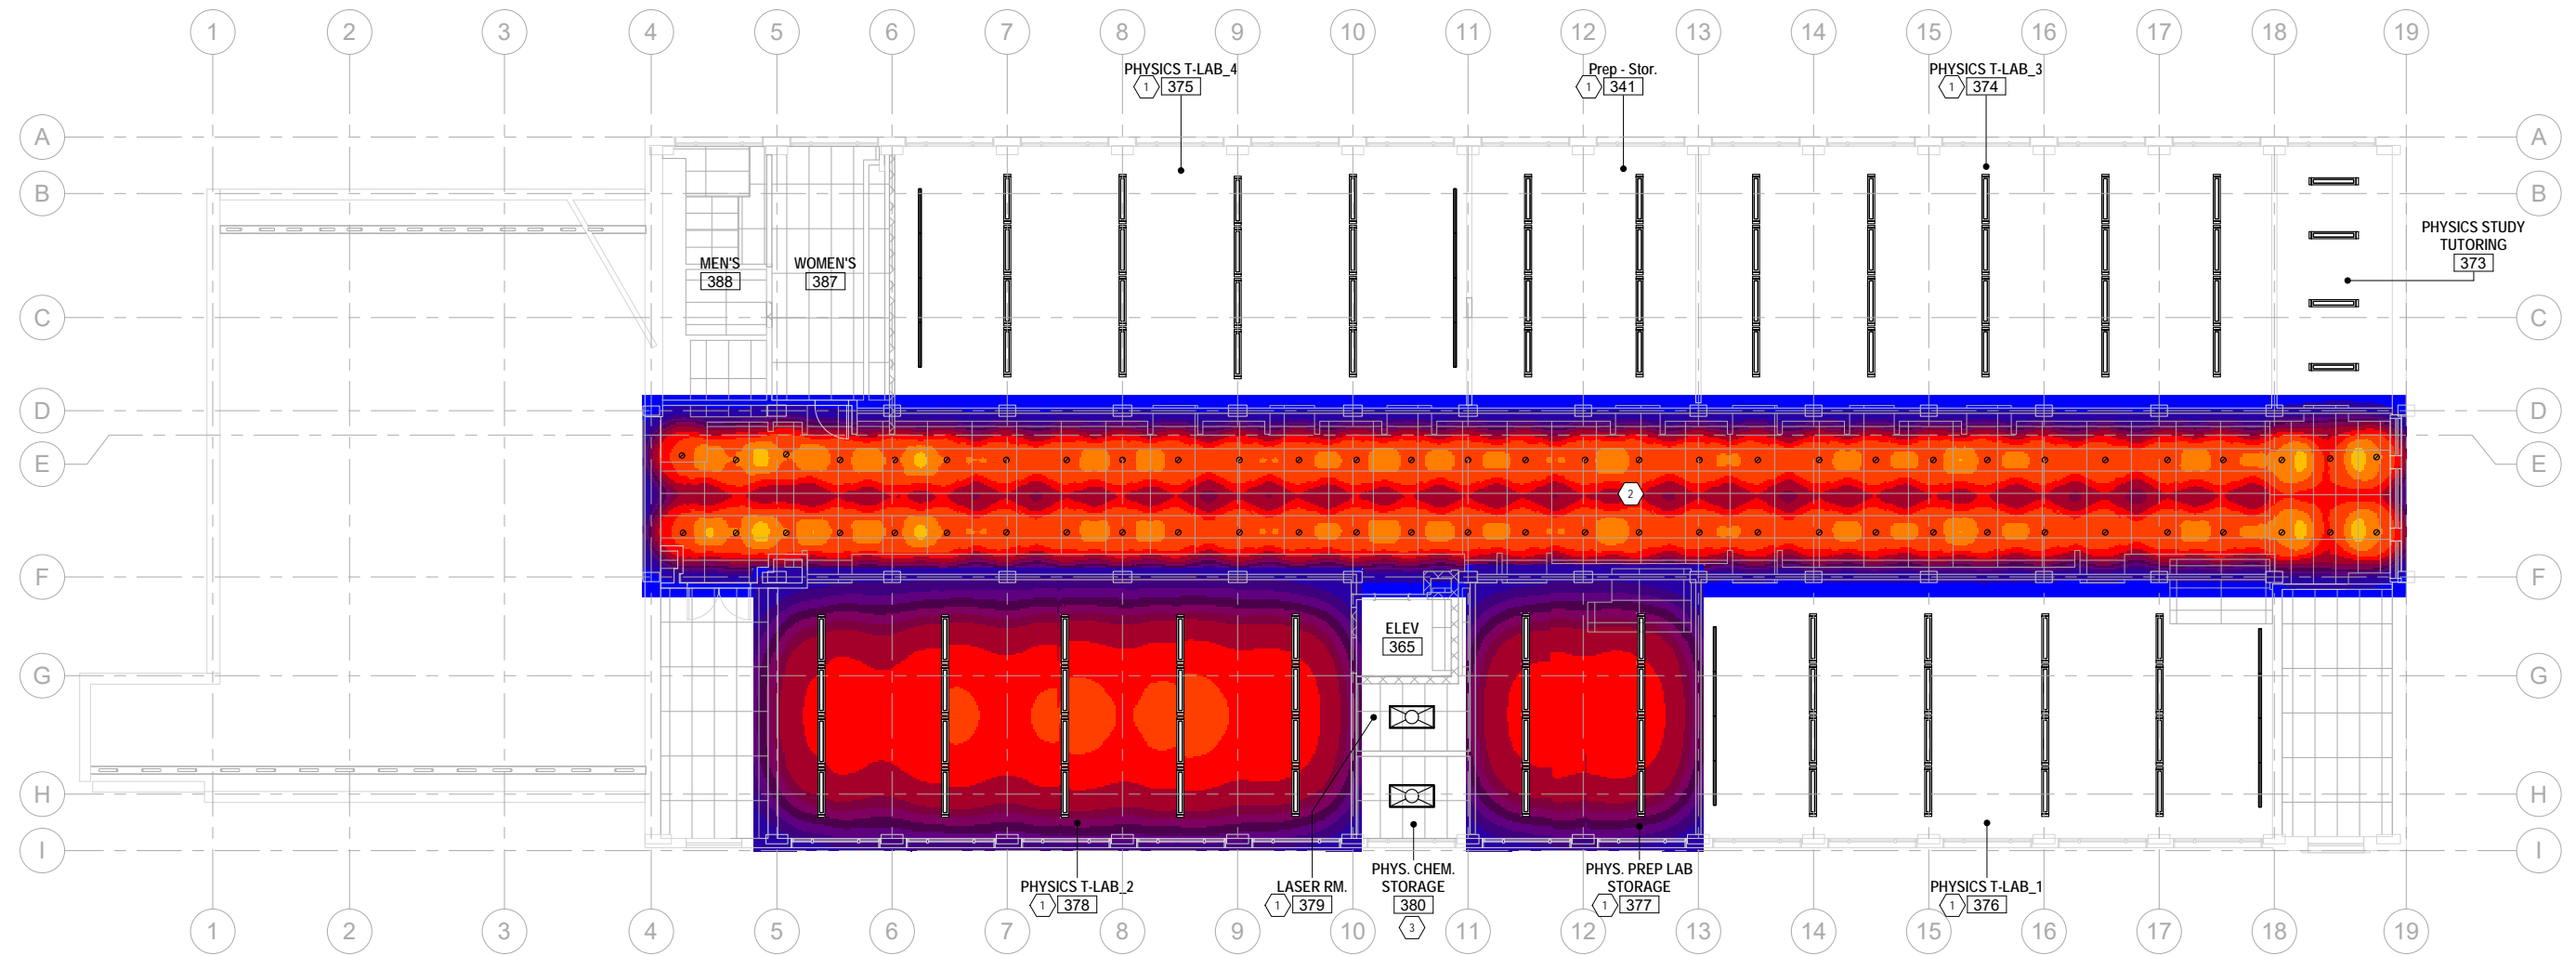 1 2 3 4 5 6 7 8 9 10 11 12 13 14 15 16 17 18 19
PHYSICS T-LAB_4
1 375
Prep - Stor.
1 341
PHYSICS T-LAB_3
1 374
A A
B B
PHYSICS STUDY
TUTORING
373
MEN'S
388
WOMEN'S
387
C C
D D
E E
2
F F
ELEV
365
G G
H H
I I
PHYSICS T-LAB_2
1 378
LASER RM.
1 379
PHYS. CHEM.
STORAGE
380
3
PHYS. PREP LAB
STORAGE
1 377
PHYSICS T-LAB_1
1 376
1 2 3 4 5 6 7 8 9 10 11 12 13 14 15 16 17 18 19